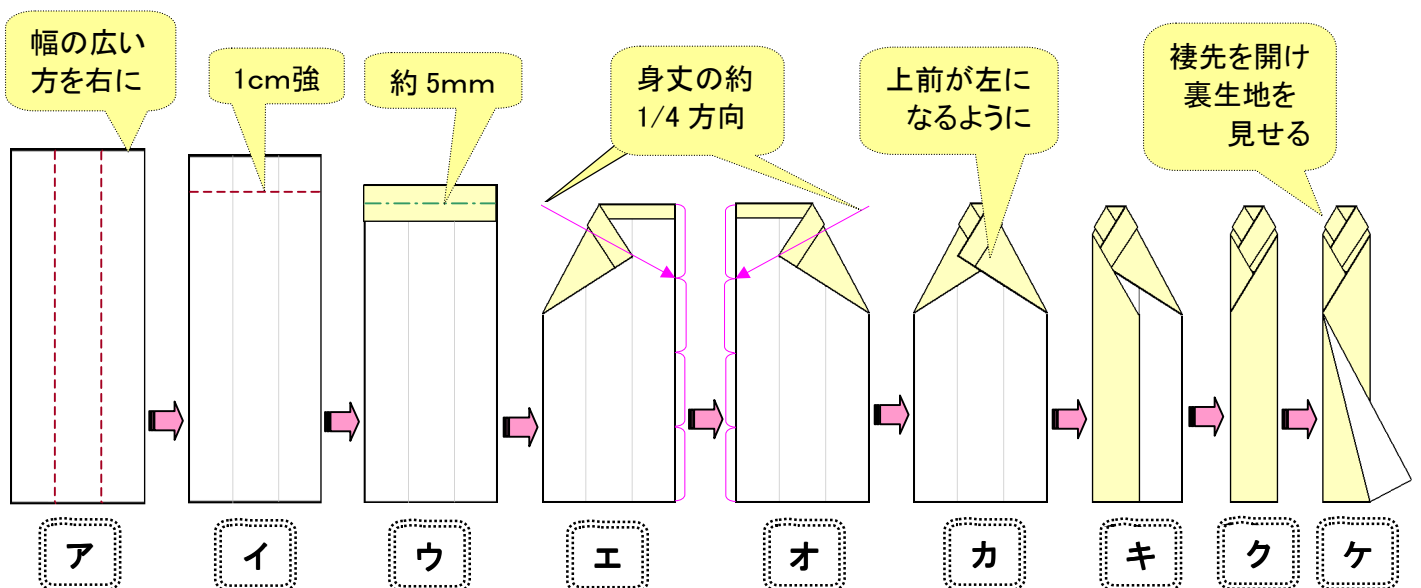 幅の広い
方を右に
1cm強
約 5mm
身丈の約
1/4 方向
上前が左に
なるように
褄先を開け
裏生地を
見せる
ア
イ
ウ
エ
オ
カ
キ
ク
ケ